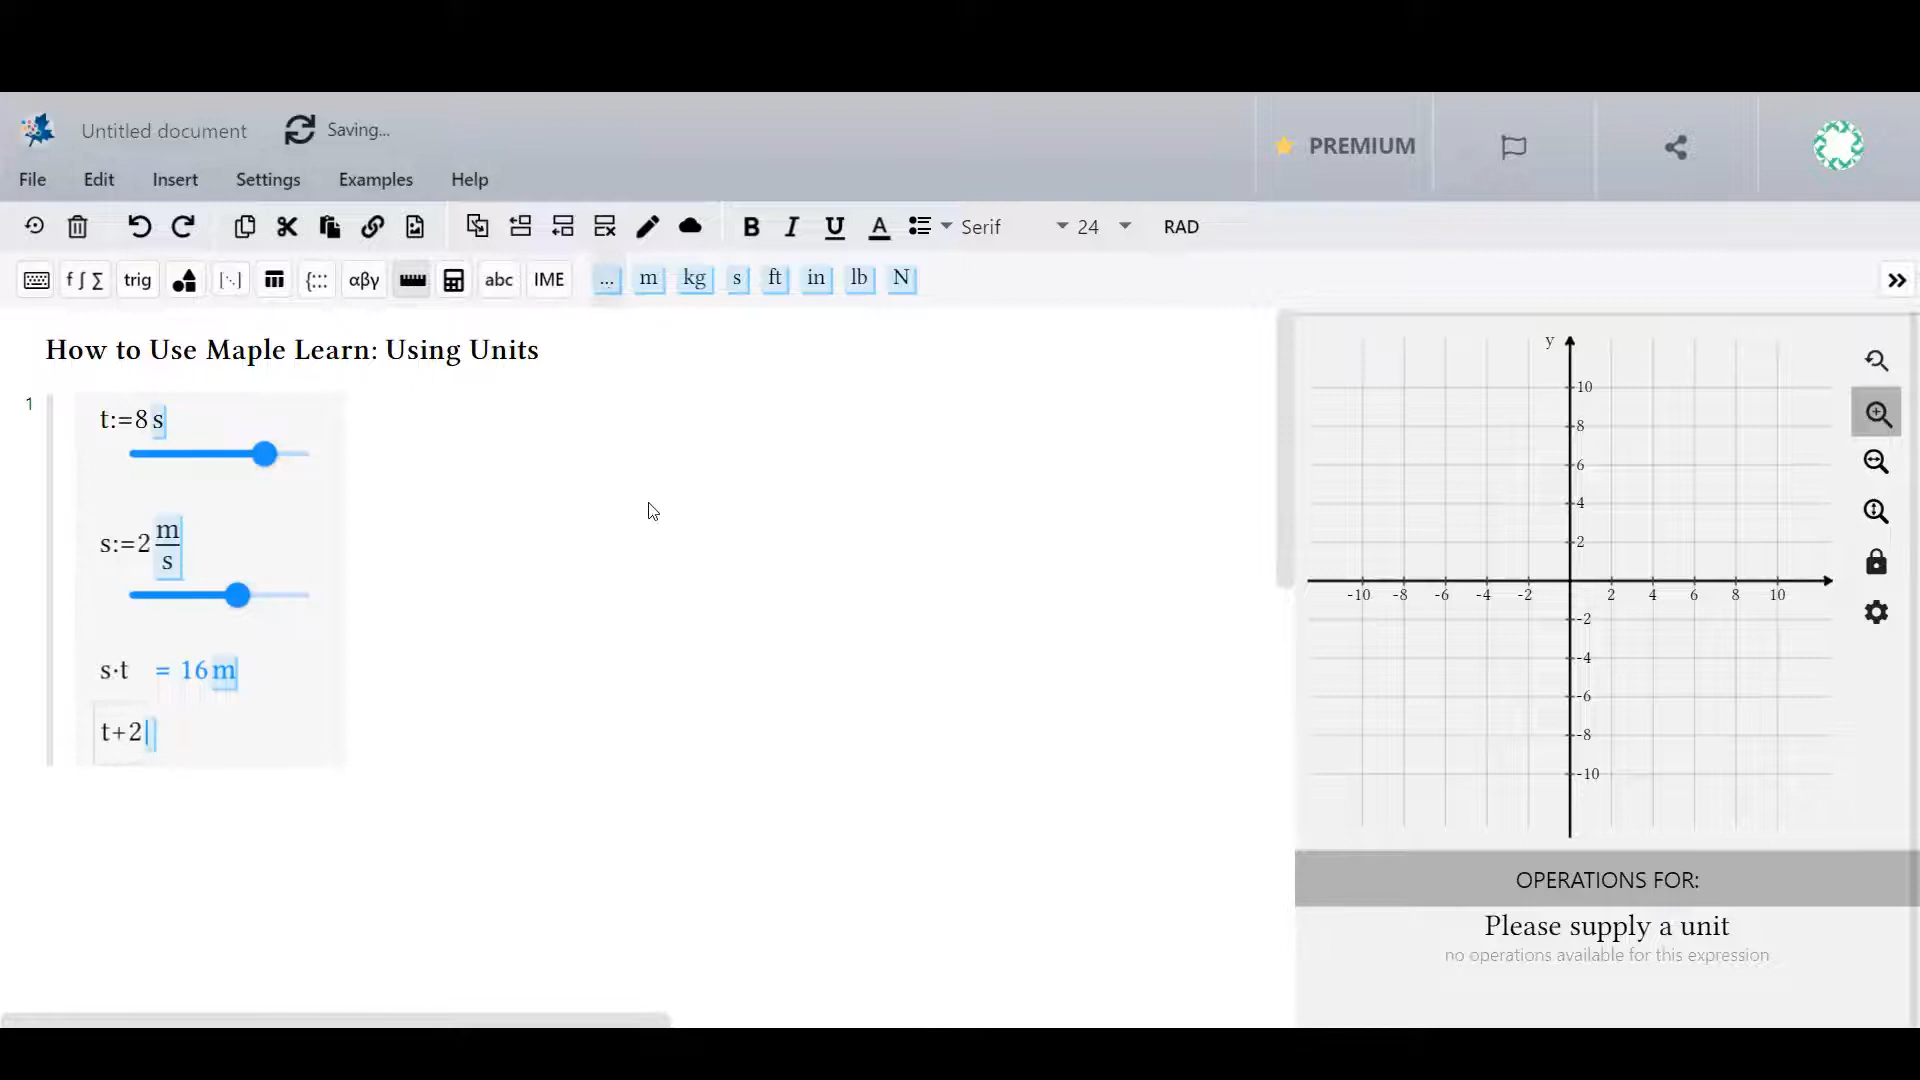 Untitled document Saving...
PREMIUM
File Edit Insert Settings Examples Help
B I U A Serif 24 RAD
f ∫ Σ trig αβγ abc IME ... m kg s ft in lb N
How to Use Maple Learn: Using Units
1
t:=8 s
s:=2 m/s
s·t = 16 m
t+2
y
10
8
6
4
2
-10 -8 -6 -4 -2 2 4 6 8 10
-2
-4
-6
-8
-10
OPERATIONS FOR:
Please supply a unit
no operations available for this expression